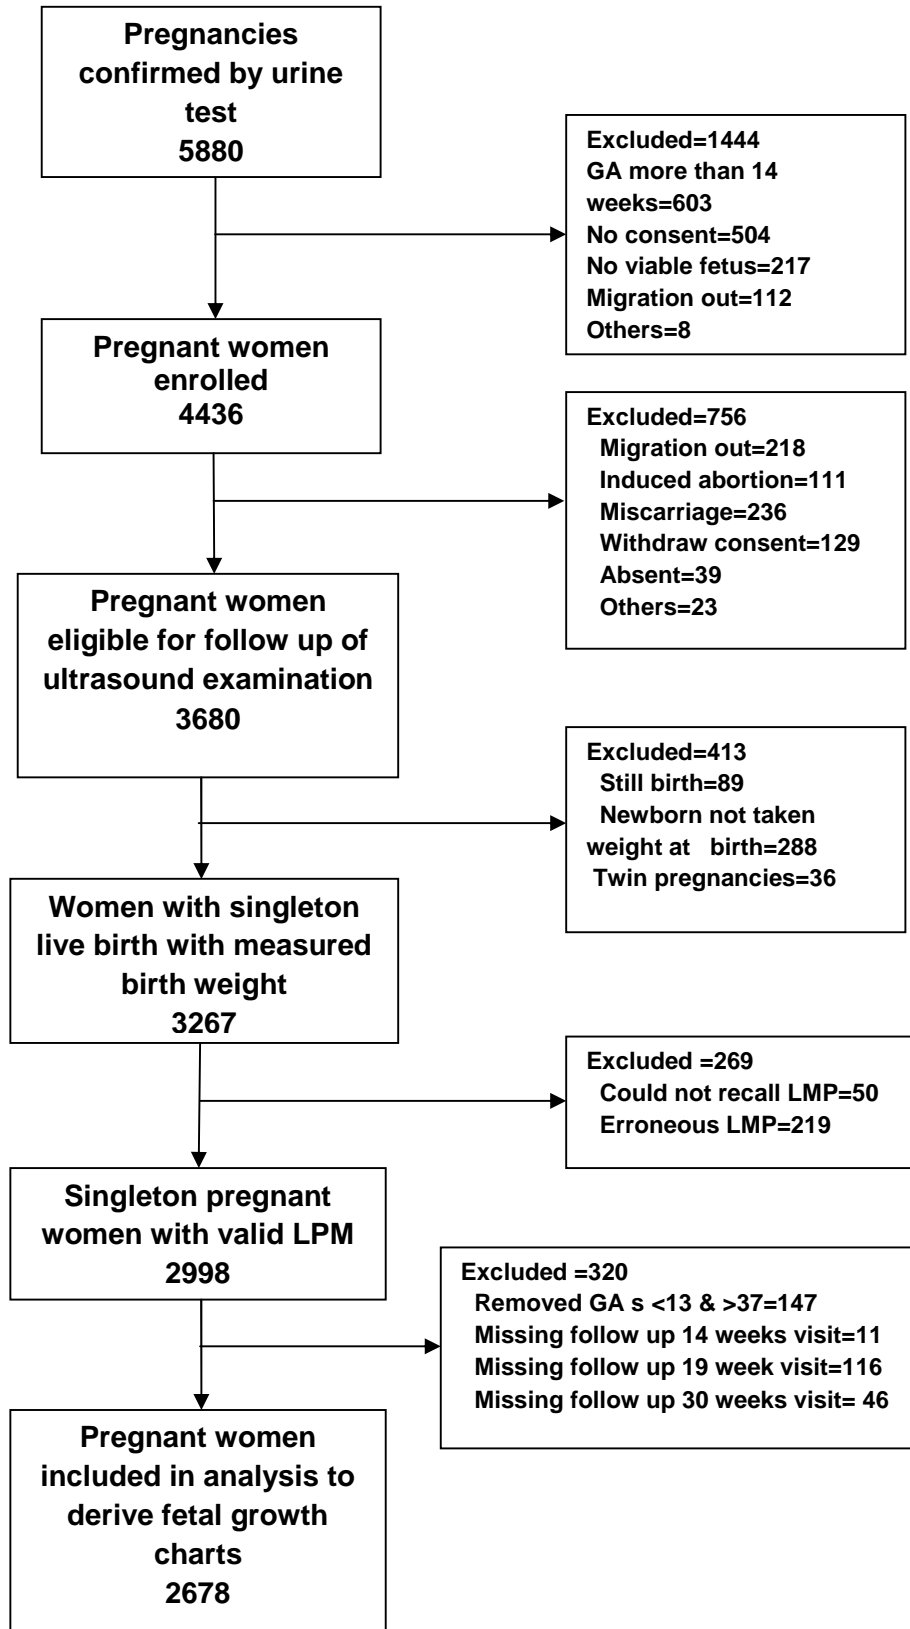 Pregnancies
confirmed by urine
test
5880
Excluded=1444
GA more than 14
weeks=603
No consent=504
No viable fetus=217
Migration out=112
Others=8
Pregnant women
enrolled
4436
Excluded=756
Migration out=218
Induced abortion=111
Miscarriage=236
Withdraw consent=129
Absent=39
Others=23
Pregnant women
eligible for follow up of
ultrasound examination
3680
Excluded=413
Still birth=89
Newborn not taken
weight at birth=288
Twin pregnancies=36
Women with singleton
live birth with measured
birth weight
3267
Excluded =269
Could not recall LMP=50
Erroneous LMP=219
Singleton pregnant
women with valid LPM
2998
Excluded =320
Removed GA s <13 & >37=147
Missing follow up 14 weeks visit=11
Missing follow up 19 week visit=116
Missing follow up 30 weeks visit= 46
Pregnant women
included in analysis to
derive fetal growth
charts
2678